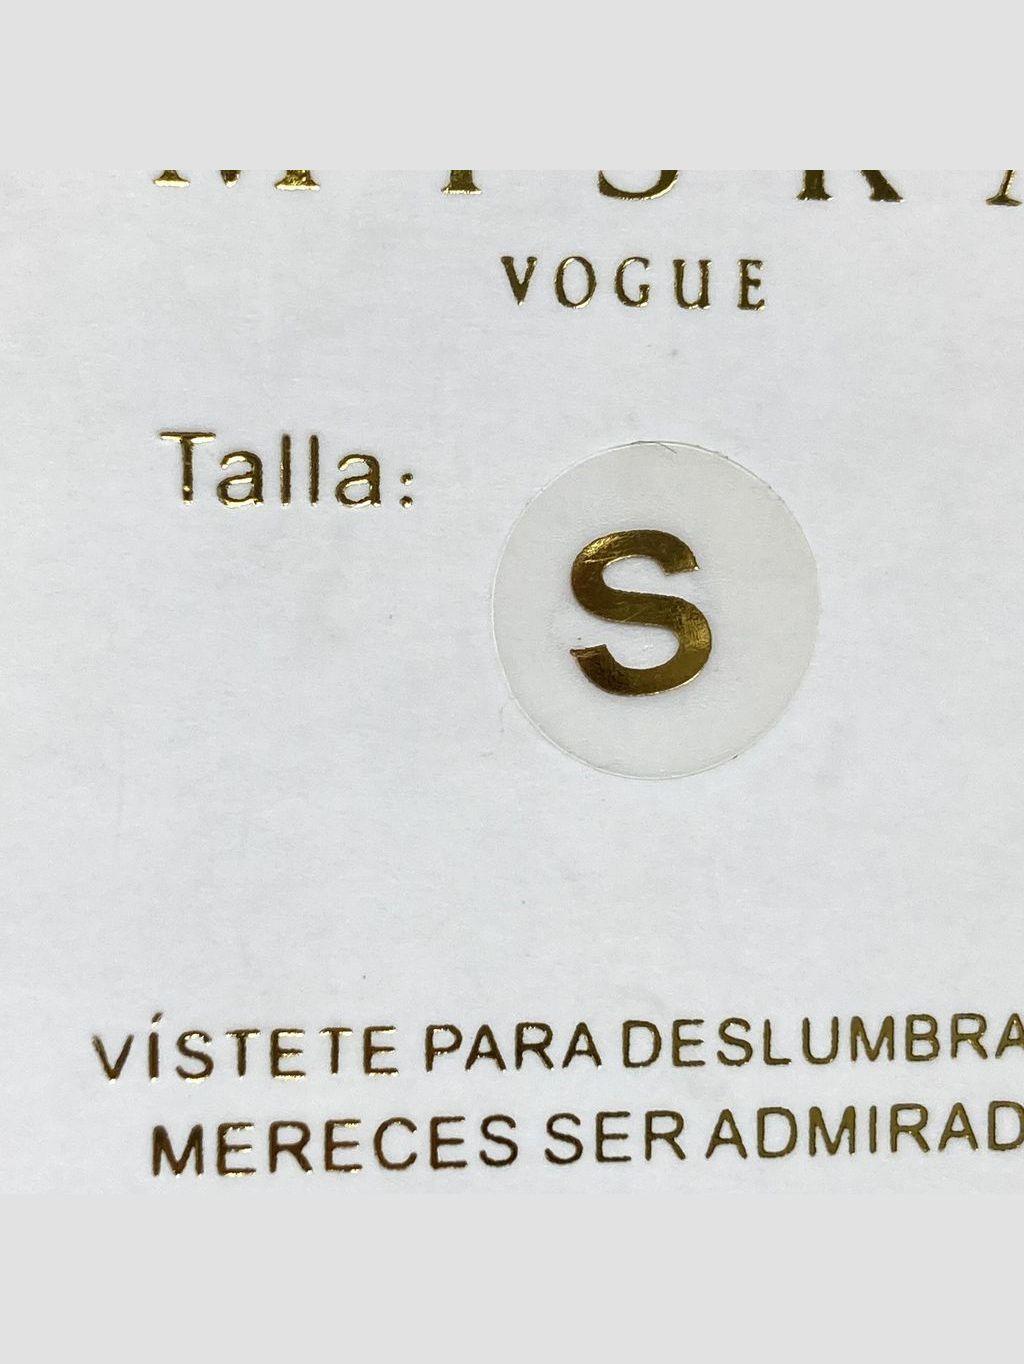 VOGUE
Talla:
S
VÍSTETE PARA DESLUMBRA
MERECES SER ADMIRAD